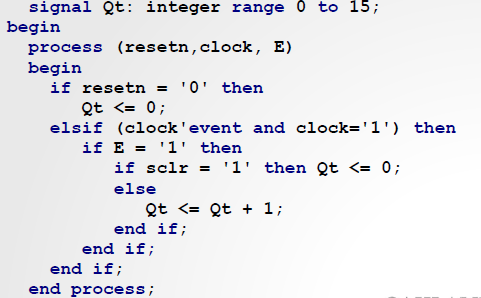 signal Qt: integer range 0 to 15;
begin
process (resetn,clock, E)
begin
if resetn = '0' then
Qt <= 0;
elsif (clock'event and clock='1') then
if E = '1' then
if sclr = '1' then Qt <= 0;
else
Qt <= Qt + 1;
end if;
end if;
end if;
end process;